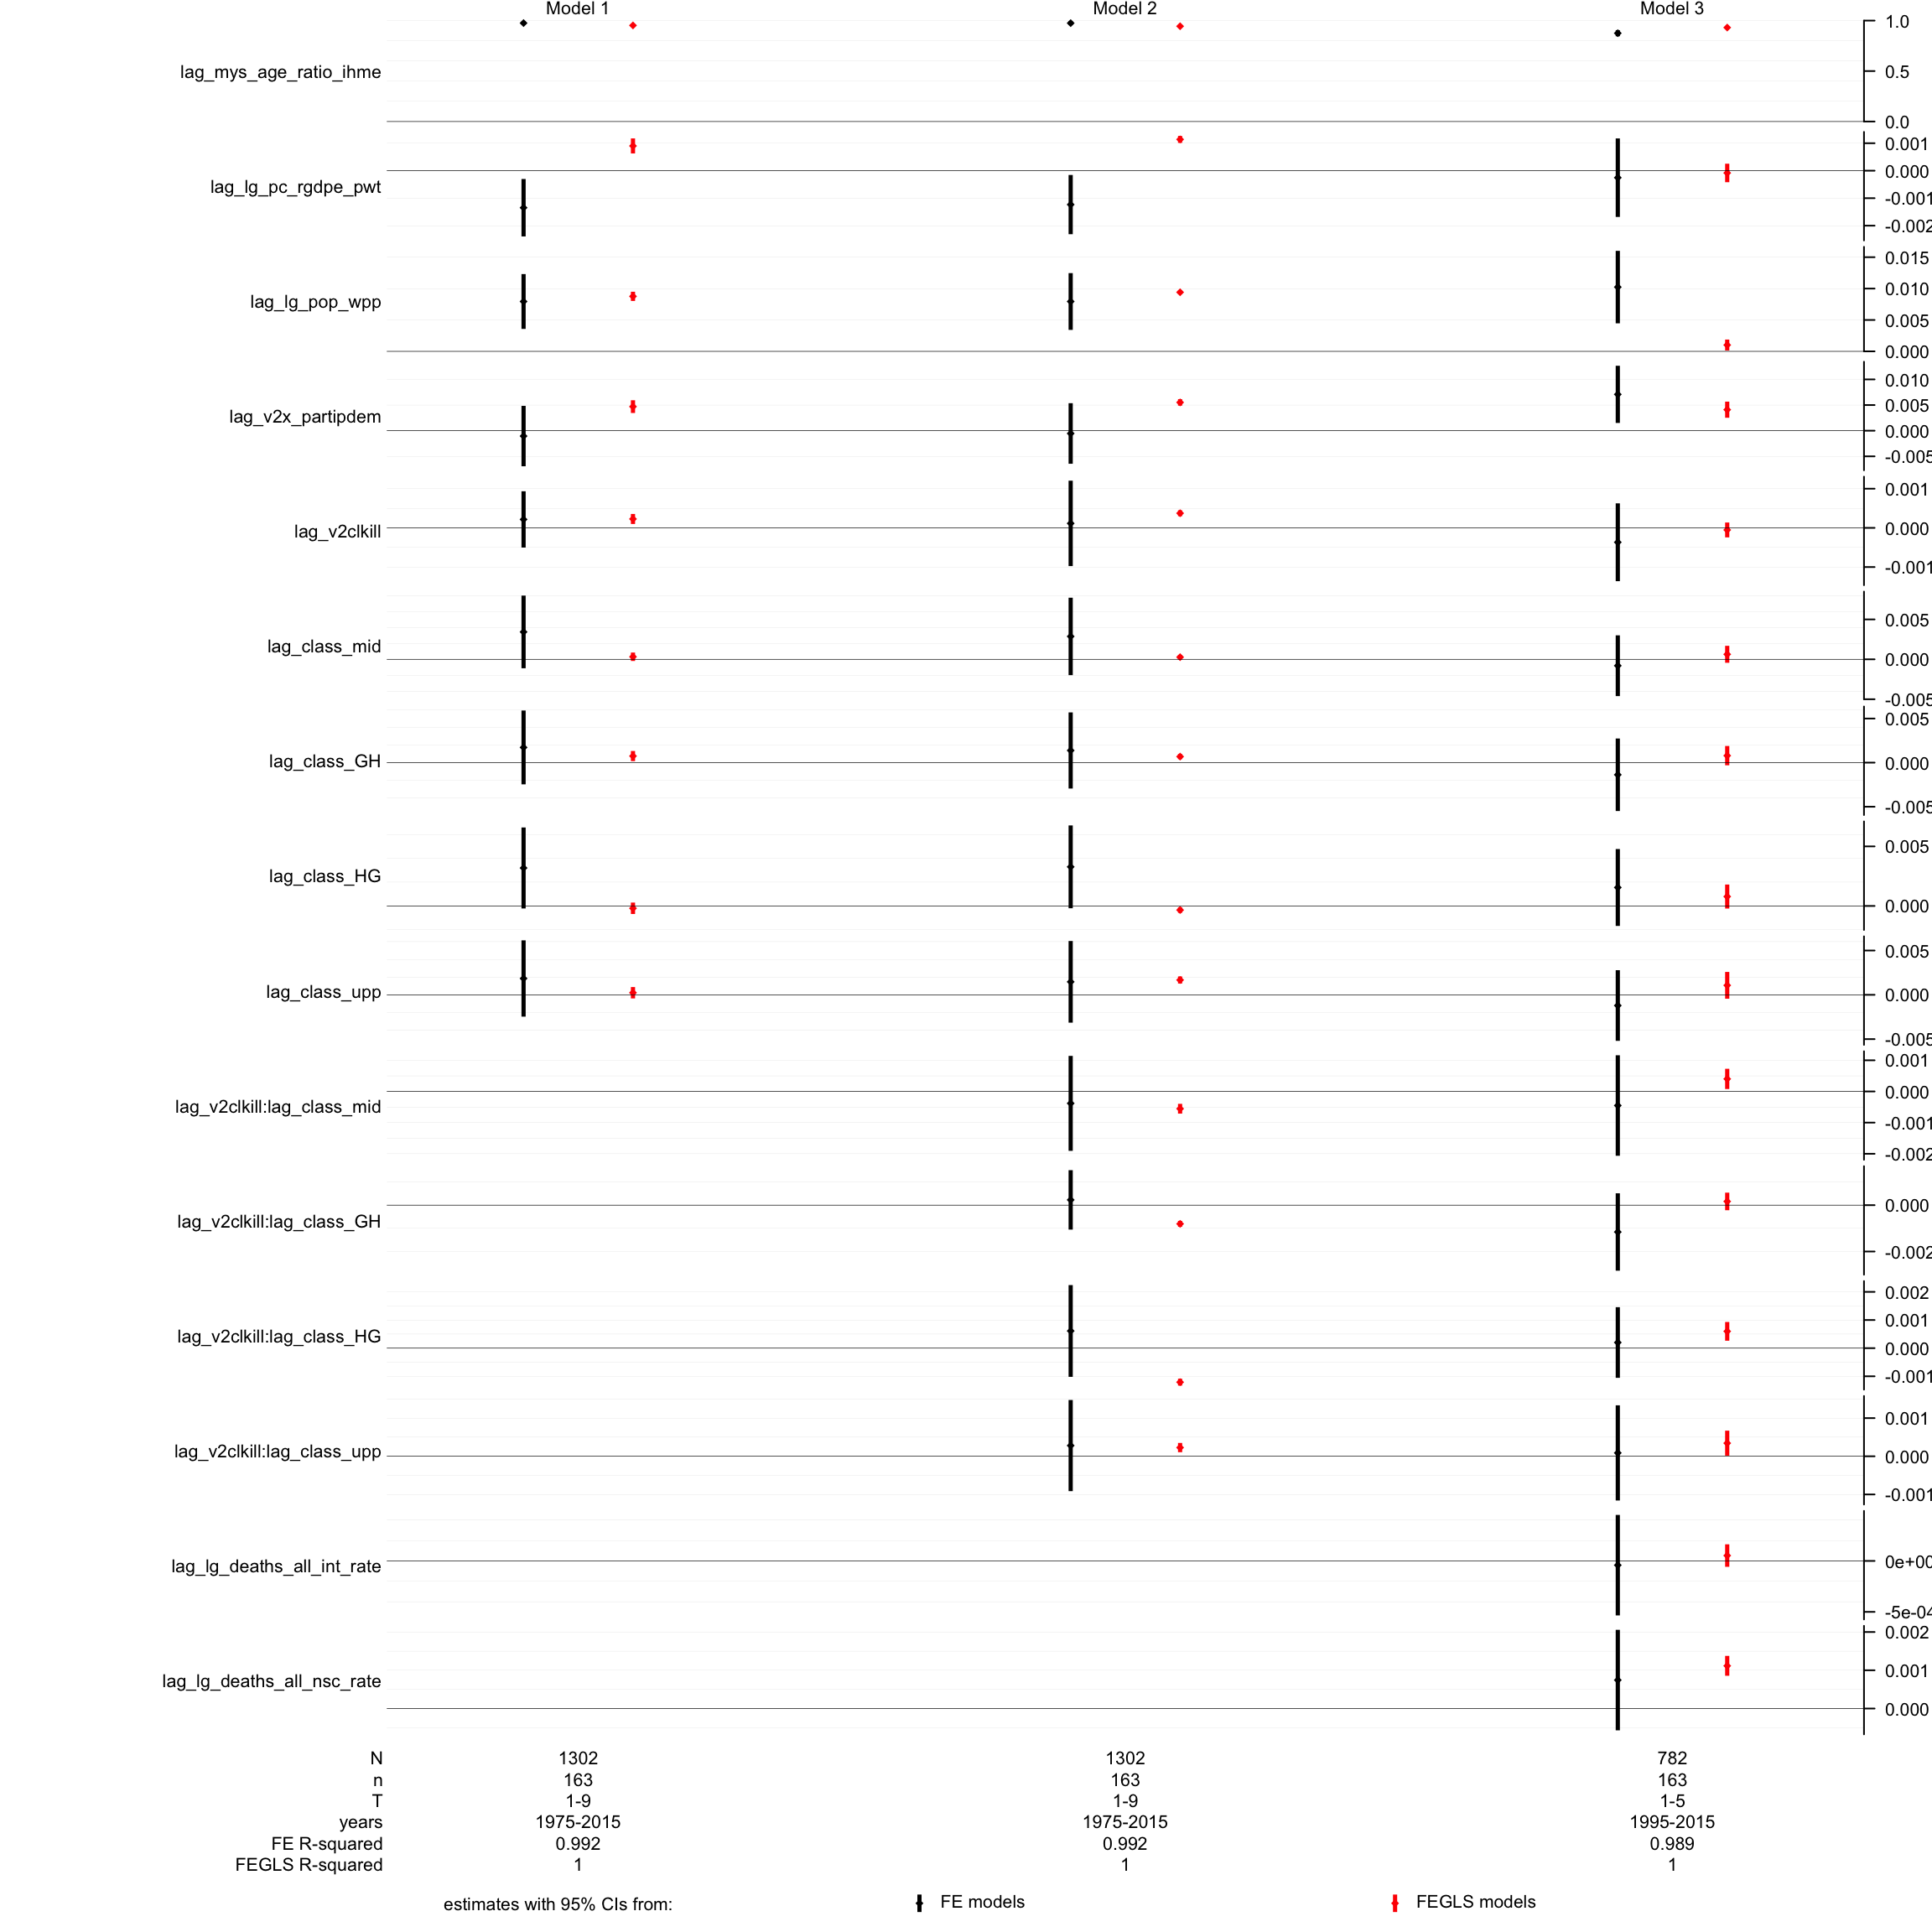 Model 1 Model 2 Model 3
lag_mys_age_ratio_ihme 1.0 0.5 0.0
lag_lg_pc_rgdpe_pwt 0.001 0.000 -0.001 -0.002
lag_lg_pop_wpp 0.015 0.010 0.005 0.000
lag_v2x_partipdem 0.010 0.005 0.000 -0.005
lag_v2clkill 0.001 0.000 -0.001
lag_class_mid 0.005 0.000 -0.005
lag_class_GH 0.005 0.000 -0.005
lag_class_HG 0.005 0.000
lag_class_upp 0.005 0.000 -0.005
lag_v2clkill:lag_class_mid 0.001 0.000 -0.001 -0.002
lag_v2clkill:lag_class_GH 0.000 -0.002
lag_v2clkill:lag_class_HG 0.002 0.001 0.000 -0.001
lag_v2clkill:lag_class_upp 0.001 0.000 -0.001
lag_lg_deaths_all_int_rate 0e+00 -5e-04
lag_lg_deaths_all_nsc_rate 0.002 0.001 0.000
N 1302 1302 782
n 163 163 163
T 1-9 1-9 1-5
years 1975-2015 1975-2015 1995-2015
FE R-squared 0.992 0.992 0.989
FEGLS R-squared 1 1 1
estimates with 95% CIs from: FE models FEGLS models